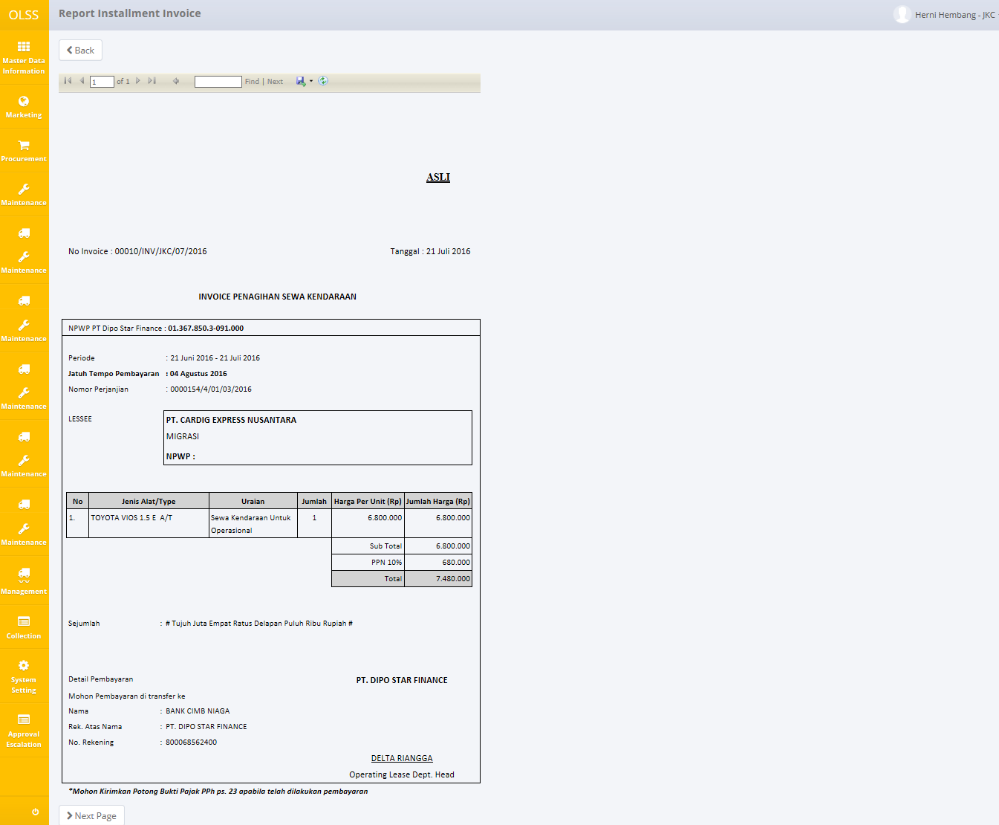 OLSS
Report Installment Invoice
Herni Hembang - JKC
Master Data
Information
Marketing
Procurement
Maintenance
Maintenance
Maintenance
Maintenance
Maintenance
Maintenance
Management
Collection
System
Setting
Approval
Escalation
Back
1 of 1 Find | Next
ASLI
No Invoice : 00010/INV/JKC/07/2016 Tanggal : 21 Juli 2016
INVOICE PENAGIHAN SEWA KENDARAAN
NPWP PT Dipo Star Finance : 01.367.850.3-091.000
Periode : 21 Juni 2016 - 21 Juli 2016
Jatuh Tempo Pembayaran : 04 Agustus 2016
Nomor Perjanjian : 0000154/4/01/03/2016
LESSEE PT. CARDIG EXPRESS NUSANTARA
MIGRASI
NPWP :
No Jenis Alat/Type Uraian Jumlah Harga Per Unit (Rp) Jumlah Harga (Rp)
1. TOYOTA VIOS 1.5 E A/T Sewa Kendaraan Untuk 1 6.800.000 6.800.000
Operasional
Sub Total 6.800.000
PPN 10% 680.000
Total 7.480.000
Sejumlah : # Tujuh Juta Empat Ratus Delapan Puluh Ribu Rupiah #
Detail Pembayaran PT. DIPO STAR FINANCE
Mohon Pembayaran di transfer ke
Nama : BANK CIMB NIAGA
Rek. Atas Nama : PT. DIPO STAR FINANCE
No. Rekening : 800068562400
DELTA RIANGGA
Operating Lease Dept. Head
*Mohon Kirimkan Potong Bukti Pajak PPh ps. 23 apabila telah dilakukan pembayaran
Next Page